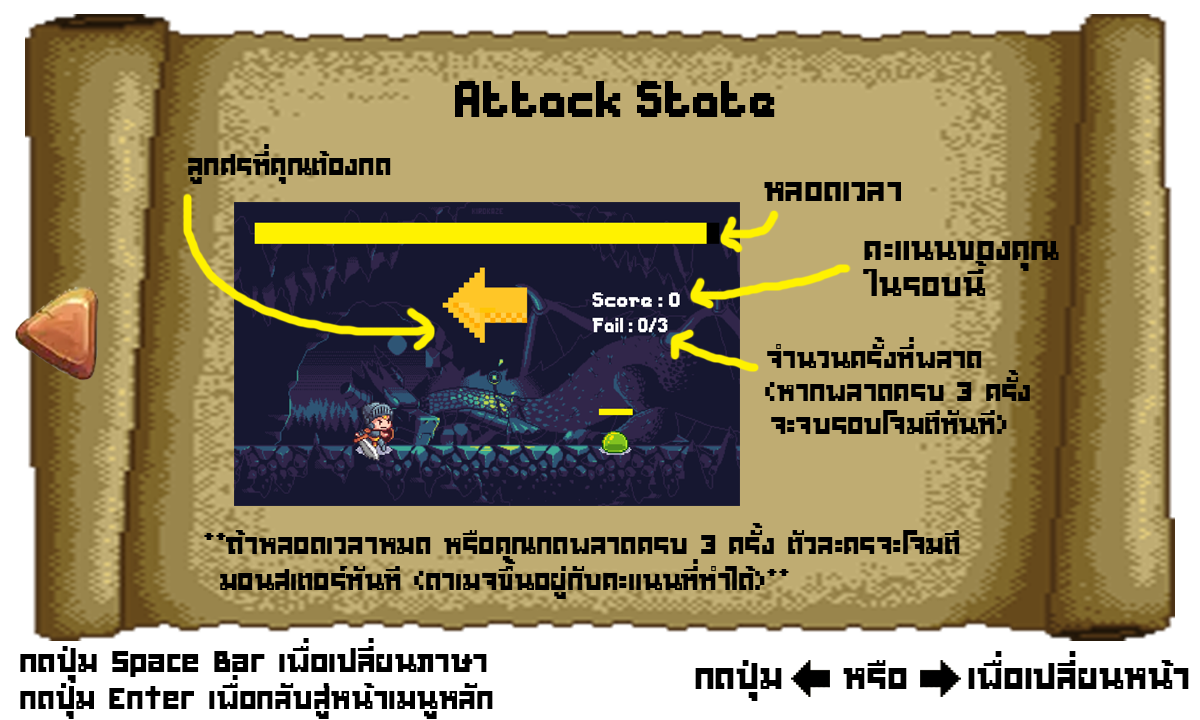 Attack State
ลูกศรที่คุณต้องกด
หลอดเวลา
คะแนนของคุณ
ในรอบนี้
Score : 0
Fail : 0/3
จำนวนครั้งที่พลาด
(หากพลาดครบ 3 ครั้ง
จะจบรอบโจมตีทันที)
**ถ้าหลอดเวลาหมด หรือคุณกดพลาดครบ 3 ครั้ง ตัวละครจะโจมตี
มอนสเตอร์ทันที (ดาเมจขึ้นอยู่กับคะแนนที่ทำได้)**
กดปุ่ม Space Bar เพื่อเปลี่ยนภาษา
กดปุ่ม Enter เพื่อกลับสู่หน้าเมนูหลัก
กดปุ่ม ← หรือ → เพื่อเปลี่ยนหน้า